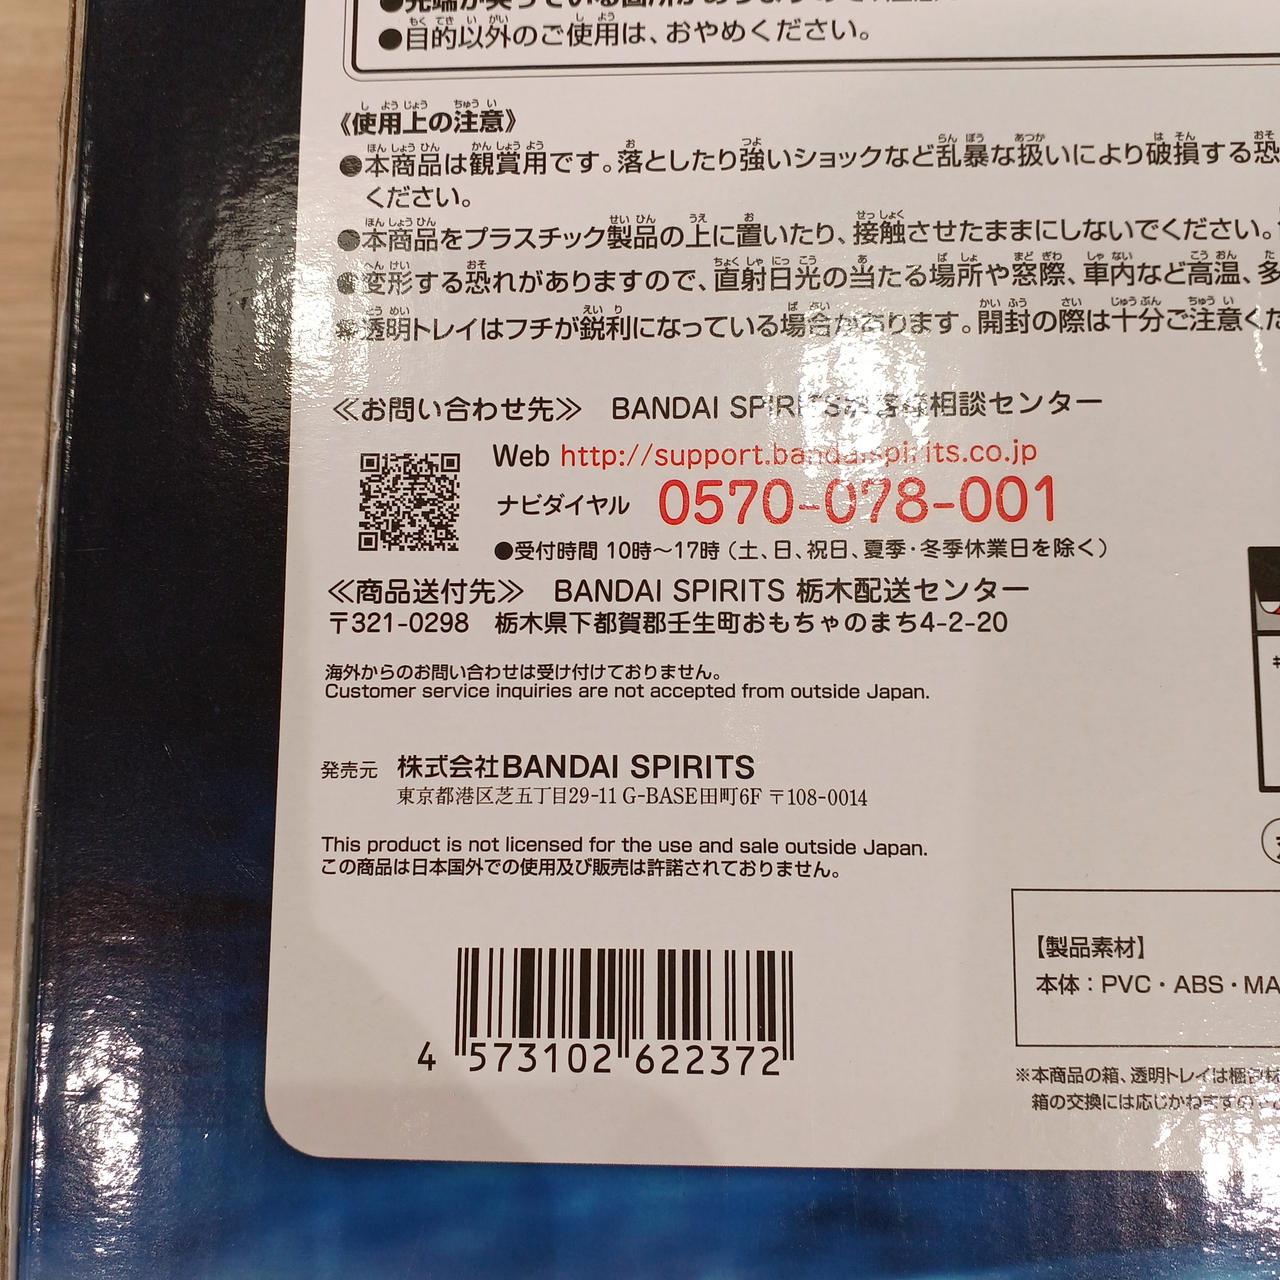 ●目的以外のご使用は、おやめください。
《使用上の注意》
●本商品は観賞用です。落としたり強いショックなど乱暴な扱いにより破損する恐
ください。
●本商品をプラスチック製品の上に置いたり、接触させたままにしないでください。
●変形する恐れがありますので、直射日光の当たる場所や窓際、車内など高温、多
※透明トレイはフチが鋭利になっている場合があります。開封の際は十分ご注意くだ
≪お問い合わせ先≫ BANDAI SPIRITSお客様相談センター
Web http://support.bandaispirits.co.jp
ナビダイヤル 0570-078-001
●受付時間 10時～17時（土、日、祝日、夏季・冬季休業日を除く）
≪商品送付先≫ BANDAI SPIRITS 栃木配送センター
〒321-0298 栃木県下都賀郡壬生町おもちゃのまち4-2-20
海外からのお問い合わせは受け付けておりません。
Customer service inquiries are not accepted from outside Japan.
発売元 株式会社BANDAI SPIRITS
東京都港区芝五丁目29-11 G-BASE田町6F 〒108-0014
This product is not licensed for the use and sale outside Japan.
この商品は日本国外での使用及び販売は許諾されておりません。
4 573102 622372
【製品素材】
本体：PVC・ABS・MA
※本商品の箱、透明トレイは梱包材
箱の交換には応じかねますので